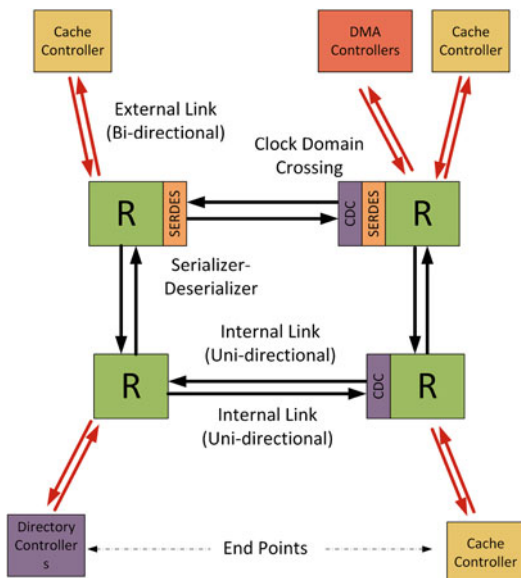 Cache
Controller
DMA
Controllers
Cache
Controller
External Link
(Bi-directional)
Clock Domain
Crossing
R
SERDES
CDC
SERDES
R
Serializer-
Deserializer
Internal Link
(Uni-directional)
R
CDC
R
Internal Link
(Uni-directional)
Directory
Controller
s
End Points
Cache
Controller